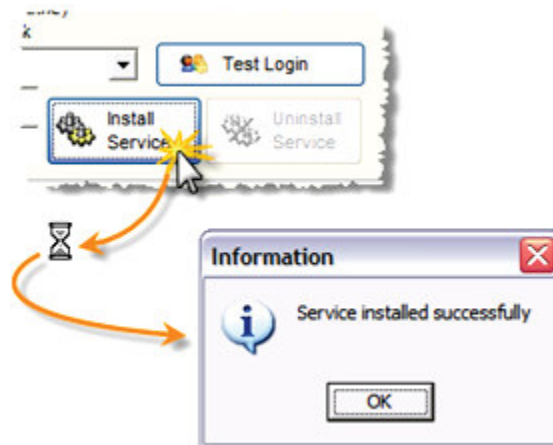 k
Test Login
Install
Service
Uninstall
Service
Information
Service installed successfully
OK